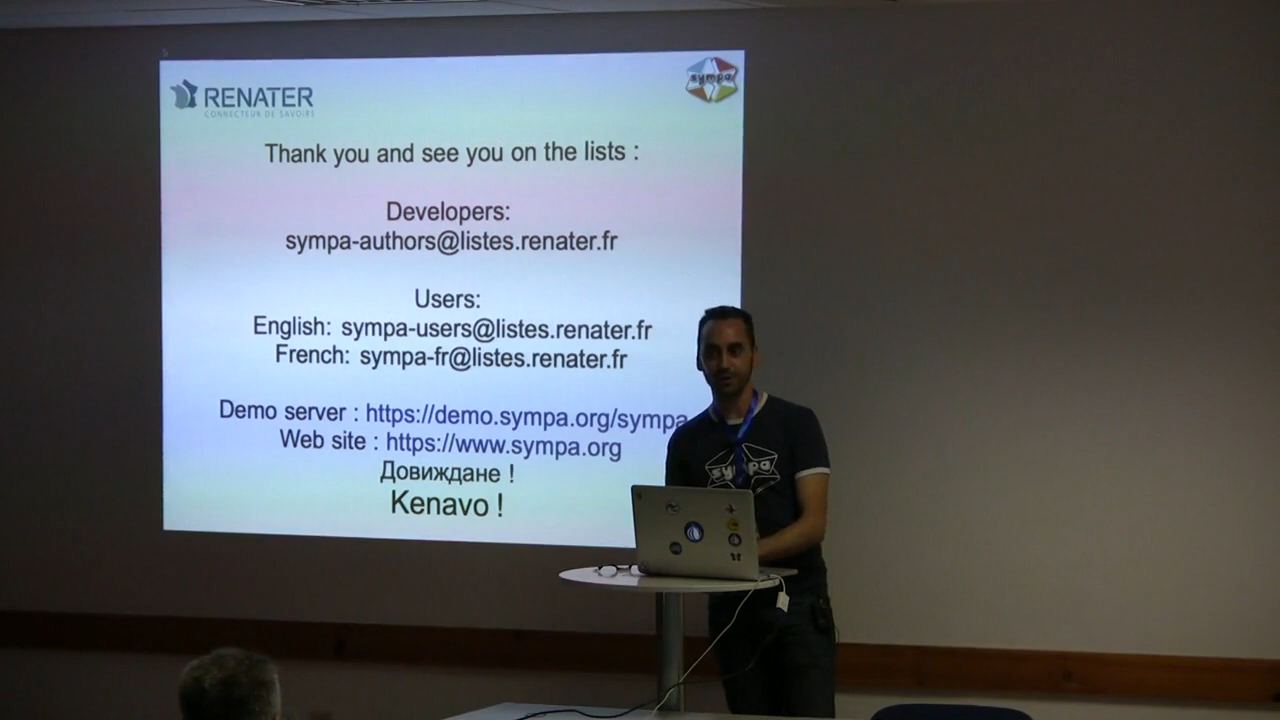 RENATER
CONNECTEUR DE SAVOIRS
sympa
Thank you and see you on the lists :
Developers:
sympa-authors@listes.renater.fr
Users:
English: sympa-users@listes.renater.fr
French: sympa-fr@listes.renater.fr
Demo server : https://demo.sympa.org/sympa
Web site : https://www.sympa.org
Довиждане !
Kenavo !
sympa